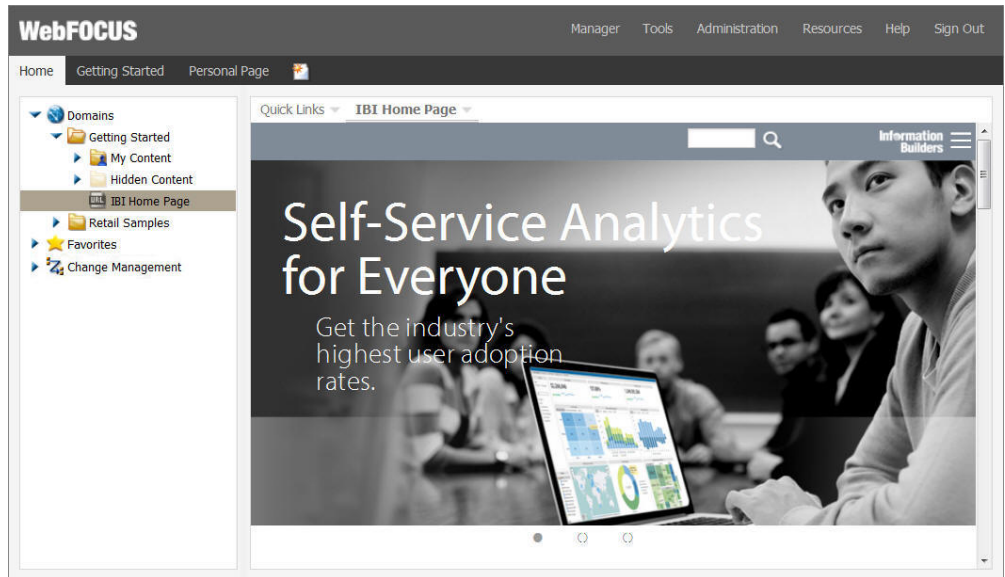 WebFOCUS
Manager Tools Administration Resources Help Sign Out
Home Getting Started Personal Page
Domains
Getting Started
My Content
Hidden Content
IBI Home Page
Retail Samples
Favorites
Change Management
Quick Links IBI Home Page
Information
Builders
Self-Service Analytics
for Everyone
Get the industry's
highest user adoption
rates.